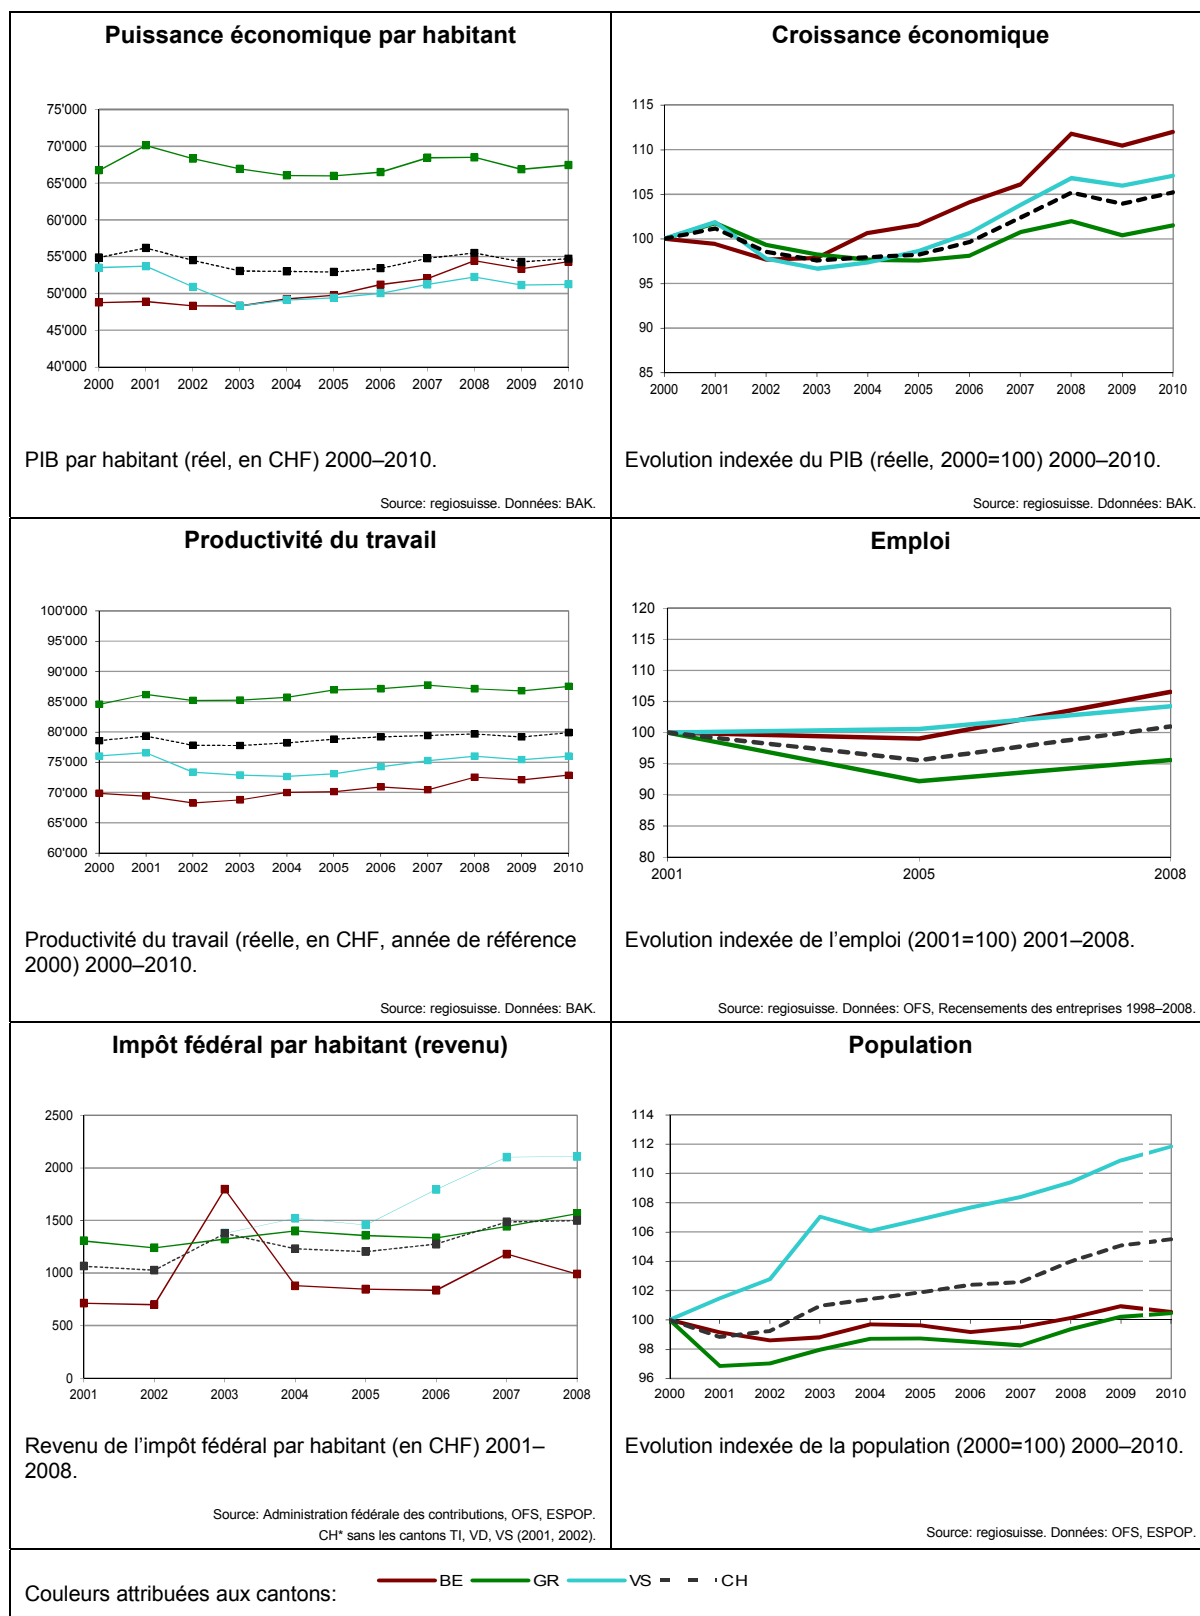 Puissance économique par habitant
75'000
70'000
65'000
60'000
55'000
50'000
45'000
40'000
2000 2001 2002 2003 2004 2005 2006 2007 2008 2009 2010
PIB par habitant (réel, en CHF) 2000–2010.
Source: regiosuisse. Données: BAK.
Croissance économique
115
110
105
100
95
90
85
2000 2001 2002 2003 2004 2005 2006 2007 2008 2009 2010
Evolution indexée du PIB (réelle, 2000=100) 2000–2010.
Source: regiosuisse. Ddonnées: BAK.
Productivité du travail
100'000
95'000
90'000
85'000
80'000
75'000
70'000
65'000
60'000
2000 2001 2002 2003 2004 2005 2006 2007 2008 2009 2010
Productivité du travail (réelle, en CHF, année de référence
2000) 2000–2010.
Source: regiosuisse. Données: BAK.
Emploi
120
115
110
105
100
95
90
85
80
2001 2005 2008
Evolution indexée de l’emploi (2001=100) 2001–2008.
Source: regiosuisse. Données: OFS, Recensements des entreprises 1998–2008.
Impôt fédéral par habitant (revenu)
2500
2000
1500
1000
500
0
2001 2002 2003 2004 2005 2006 2007 2008
Revenu de l’impôt fédéral par habitant (en CHF) 2001–
2008.
Source: Administration fédérale des contributions, OFS, ESPOP.
CH* sans les cantons TI, VD, VS (2001, 2002).
Population
114
112
110
108
106
104
102
100
98
96
2000 2001 2002 2003 2004 2005 2006 2007 2008 2009 2010
Evolution indexée de la population (2000=100) 2000–2010.
Source: regiosuisse. Données: OFS, ESPOP.
Couleurs attribuées aux cantons: BE GR VS CH